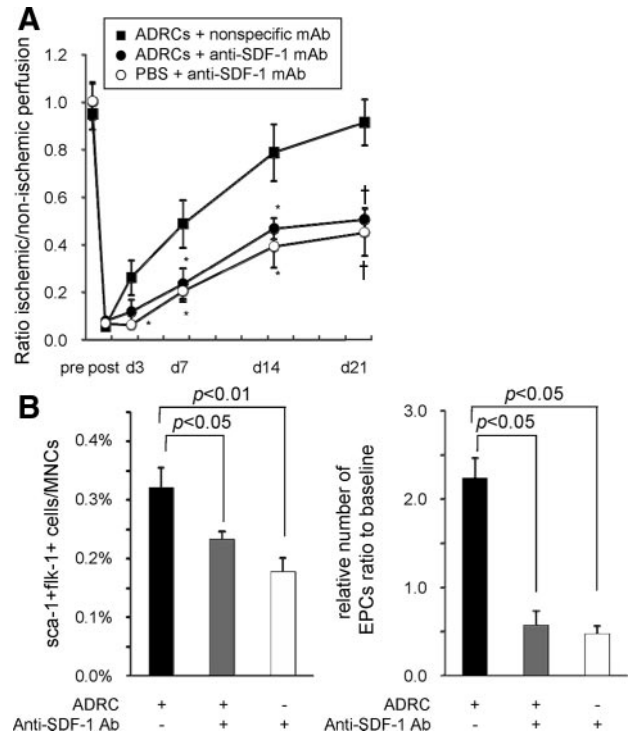 A
ADRCs + nonspecific mAb
ADRCs + anti-SDF-1 mAb
PBS + anti-SDF-1 mAb
Ratio ischemic/non-ischemic perfusion
1.2
1.0
0.8
0.6
0.4
0.2
0.0
* * * * * † †
pre post d3 d7 d14 d21
B
p<0.01
p<0.05
sca-1+flk-1+ cells/MNCs
0.4%
0.3%
0.2%
0.1%
0.0%
ADRC + + -
Anti-SDF-1 Ab - + +
p<0.05
p<0.05
relative number of
EPCs ratio to baseline
3.0
2.0
1.0
0.0
ADRC + + -
Anti-SDF-1 Ab - + +